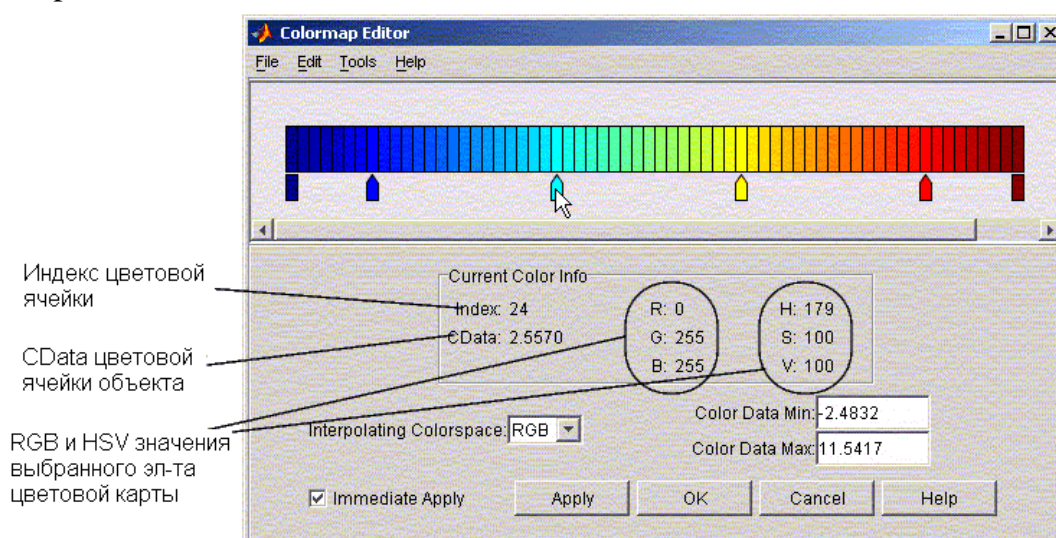 Colormap Editor
File Edit Tools Help
Current Color Info
Index: 24
CData: 2.5570
R: 0
G: 255
B: 255
H: 179
S: 100
V: 100
Индекс цветовой
ячейки
CData цветовой
ячейки объекта
RGB и HSV значения
выбранного эл-та
цветовой карты
Interpolating Colorspace: RGB
Color Data Min: -2.4832
Color Data Max: 11.5417
Immediate Apply
Apply
OK
Cancel
Help